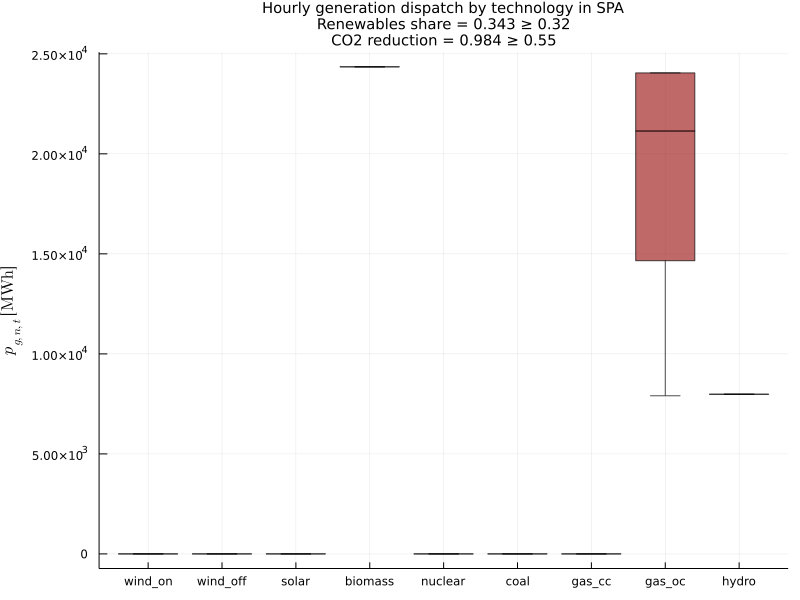 Hourly generation dispatch by technology in SPA
Renewables share = 0.343 ≥ 0.32
CO2 reduction = 0.984 ≥ 0.55
2.50×10⁴
2.00×10⁴
1.50×10⁴
1.00×10⁴
5.00×10³
0
p_{g,n,t} [MWh]
wind_on wind_off solar biomass nuclear coal gas_cc gas_oc hydro